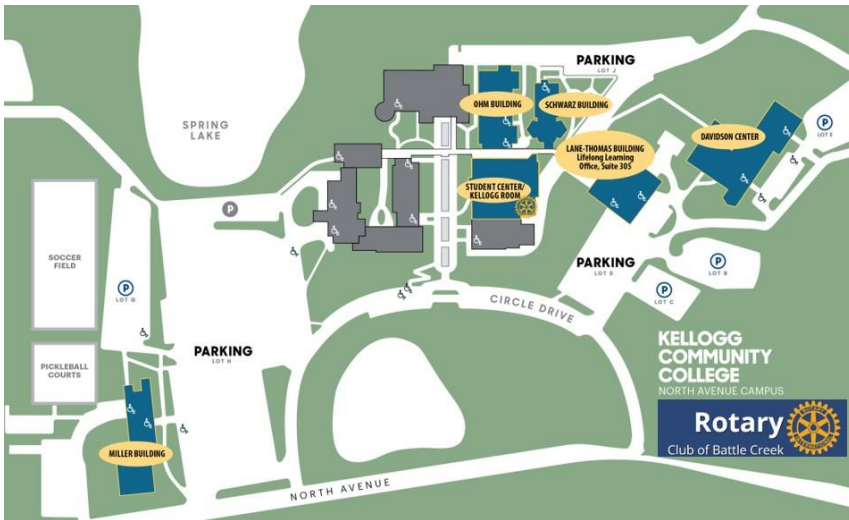 PARKING
LOT J
OHM BUILDING
SCHWARZ BUILDING
SPRING
LAKE
DAVIDSON CENTER
P
LOT E
LANE-THOMAS BUILDING
Lifelong Learning
Office, Suite 305
STUDENT CENTER/
KELLOGG ROOM
P
SOCCER
FIELD
P
LOT G
PARKING
LOT D
P
LOT B
P
LOT C
CIRCLE DRIVE
PARKING
LOT H
PICKLEBALL
COURTS
KELLOGG
COMMUNITY
COLLEGE
NORTH AVENUE CAMPUS
Rotary
Club of Battle Creek
MILLER BUILDING
NORTH AVENUE